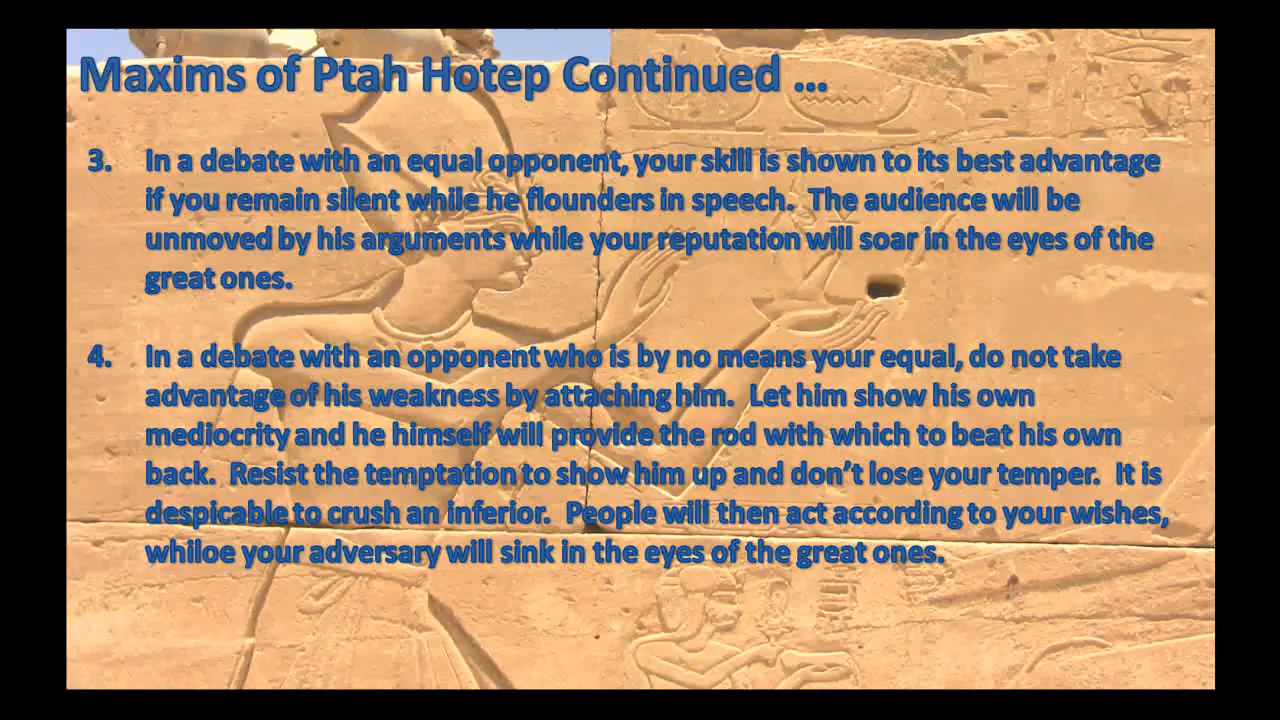 Maxims of Ptah Hotep Continued ...
3. In a debate with an equal opponent, your skill is shown to its best advantage
if you remain silent while he flounders in speech. The audience will be
unmoved by his arguments while your reputation will soar in the eyes of the
great ones.
4. In a debate with an opponent who is by no means your equal, do not take
advantage of his weakness by attaching him. Let him show his own
mediocrity and he himself will provide the rod with which to beat his own
back. Resist the temptation to show him up and don't lose your temper. It is
despicable to crush an inferior. People will then act according to your wishes,
whiloe your adversary will sink in the eyes of the great ones.